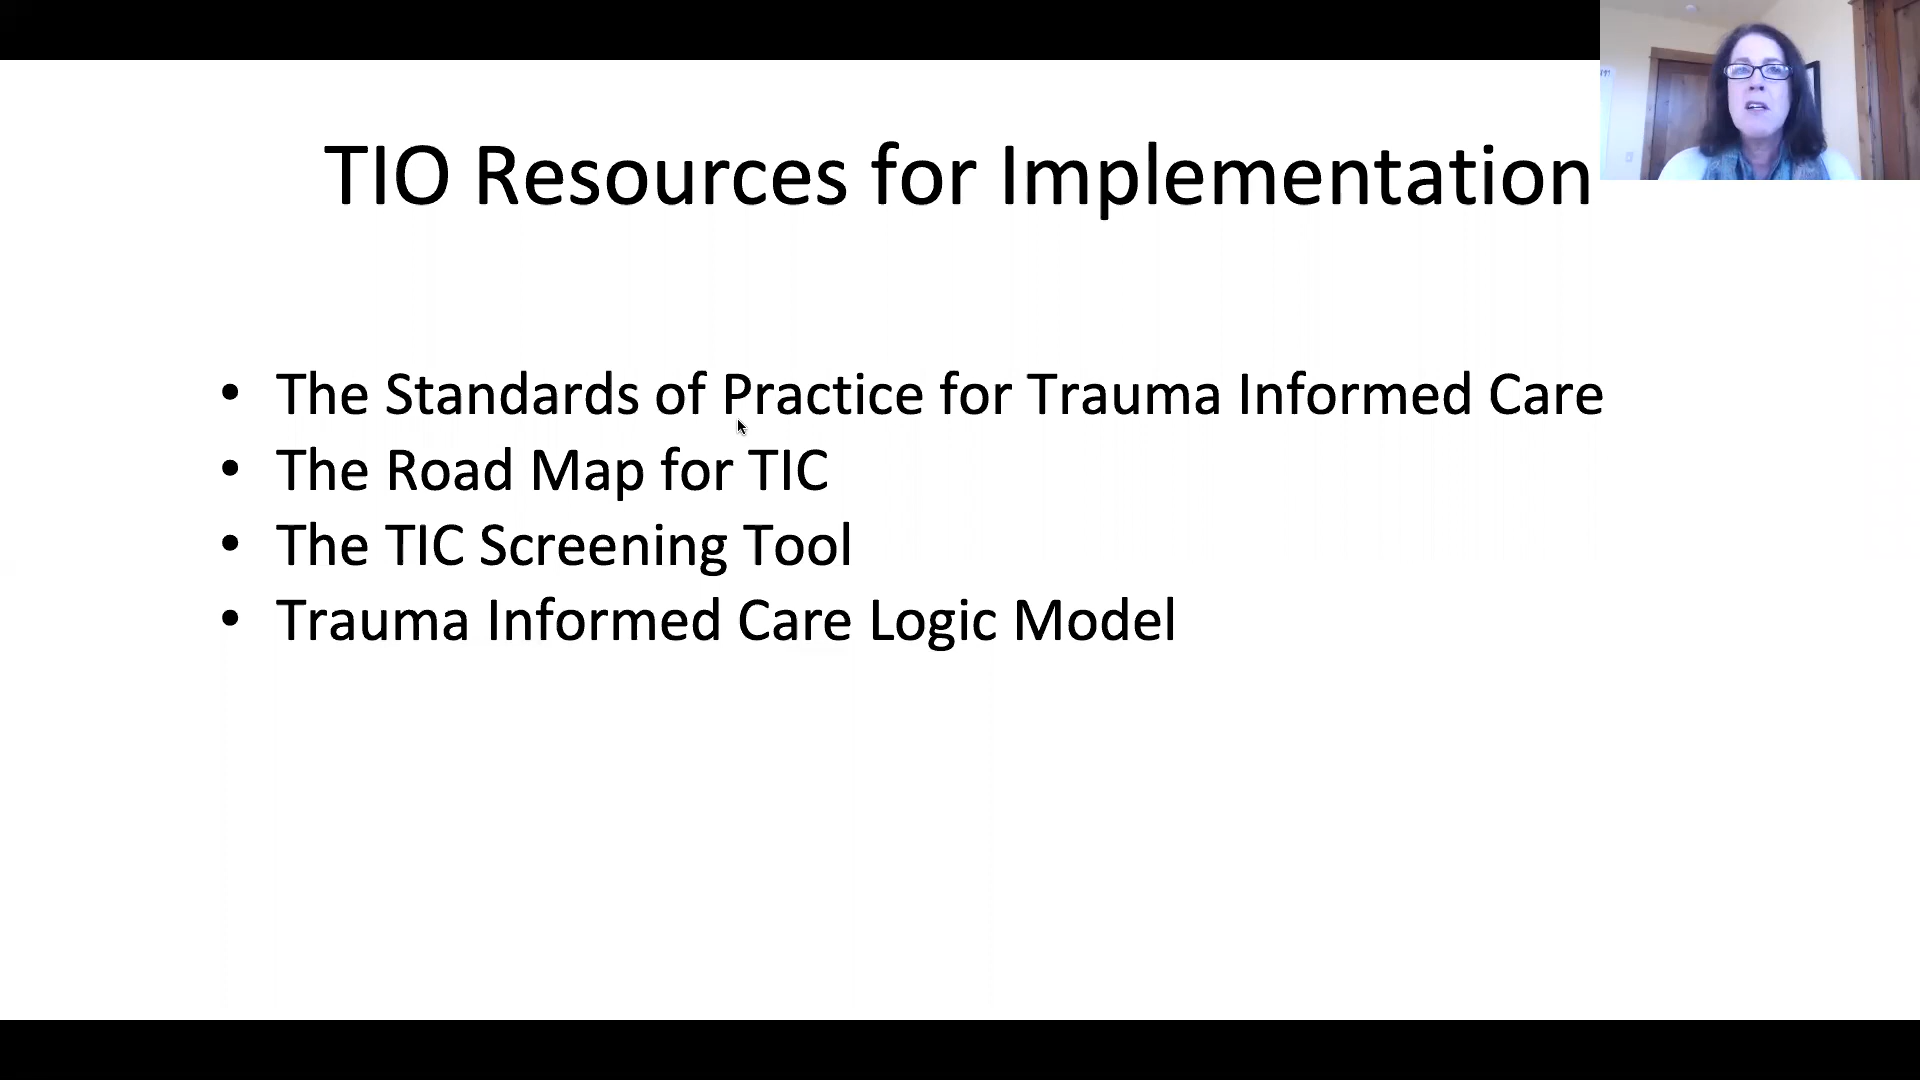 TIO Resources for Implementation
• The Standards of Practice for Trauma Informed Care
• The Road Map for TIC
• The TIC Screening Tool
• Trauma Informed Care Logic Model